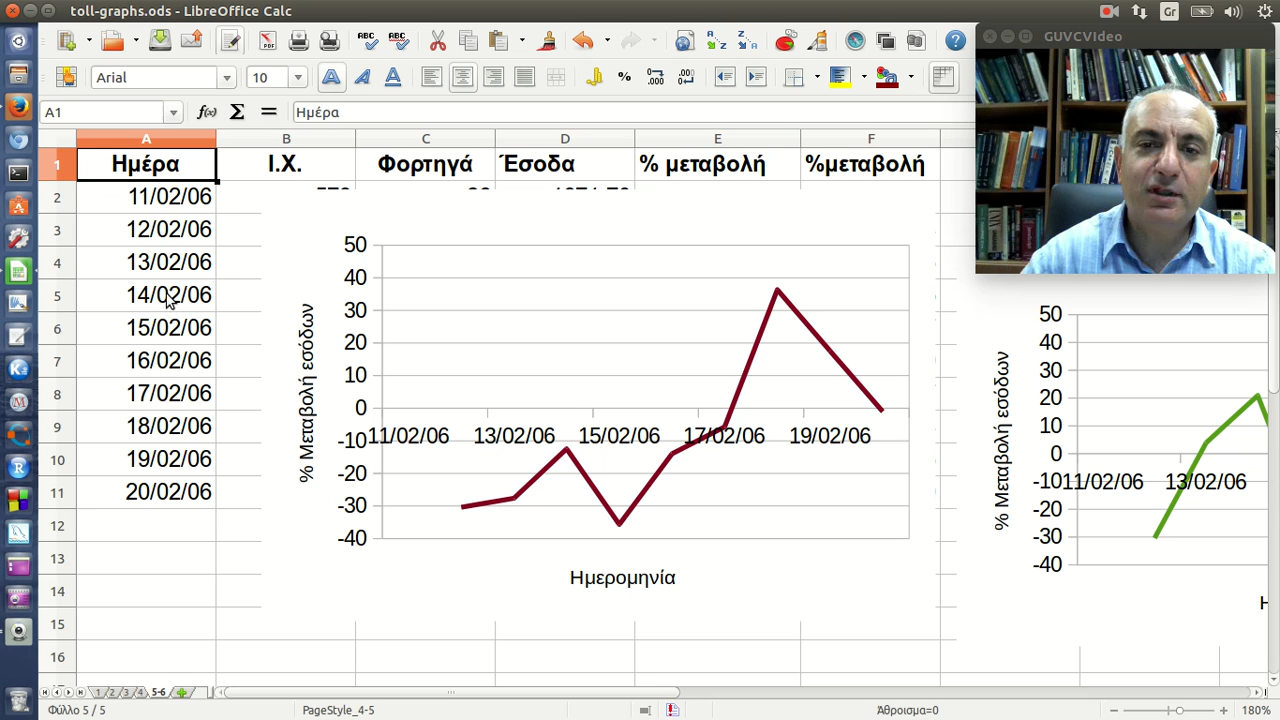 toll-graphs.ods - LibreOffice Calc
Gr
GUVCVIdeo
Arial
10
A1
Ημέρα
A B C D E F
1 Ημέρα Ι.Χ. Φορτηγά Έσοδα % μεταβολή %μεταβολή
2 11/02/06
3 12/02/06
4 13/02/06
5 14/02/06
6 15/02/06
7 16/02/06
8 17/02/06
9 18/02/06
10 19/02/06
11 20/02/06
12
13
14
15
16
50
40
30
20
10
0
-10
-20
-30
-40
% Μεταβολή εσόδων
11/02/06 13/02/06 15/02/06 17/02/06 19/02/06
Ημερομηνία
50
40
30
20
10
0
-10
-20
-30
-40
% Μεταβολή εσόδων
11/02/06 13/02/06
Η
1 2 3 4 5-6
Φύλλο 5 / 5
PageStyle_4-5
Άθροισμα=0
180%